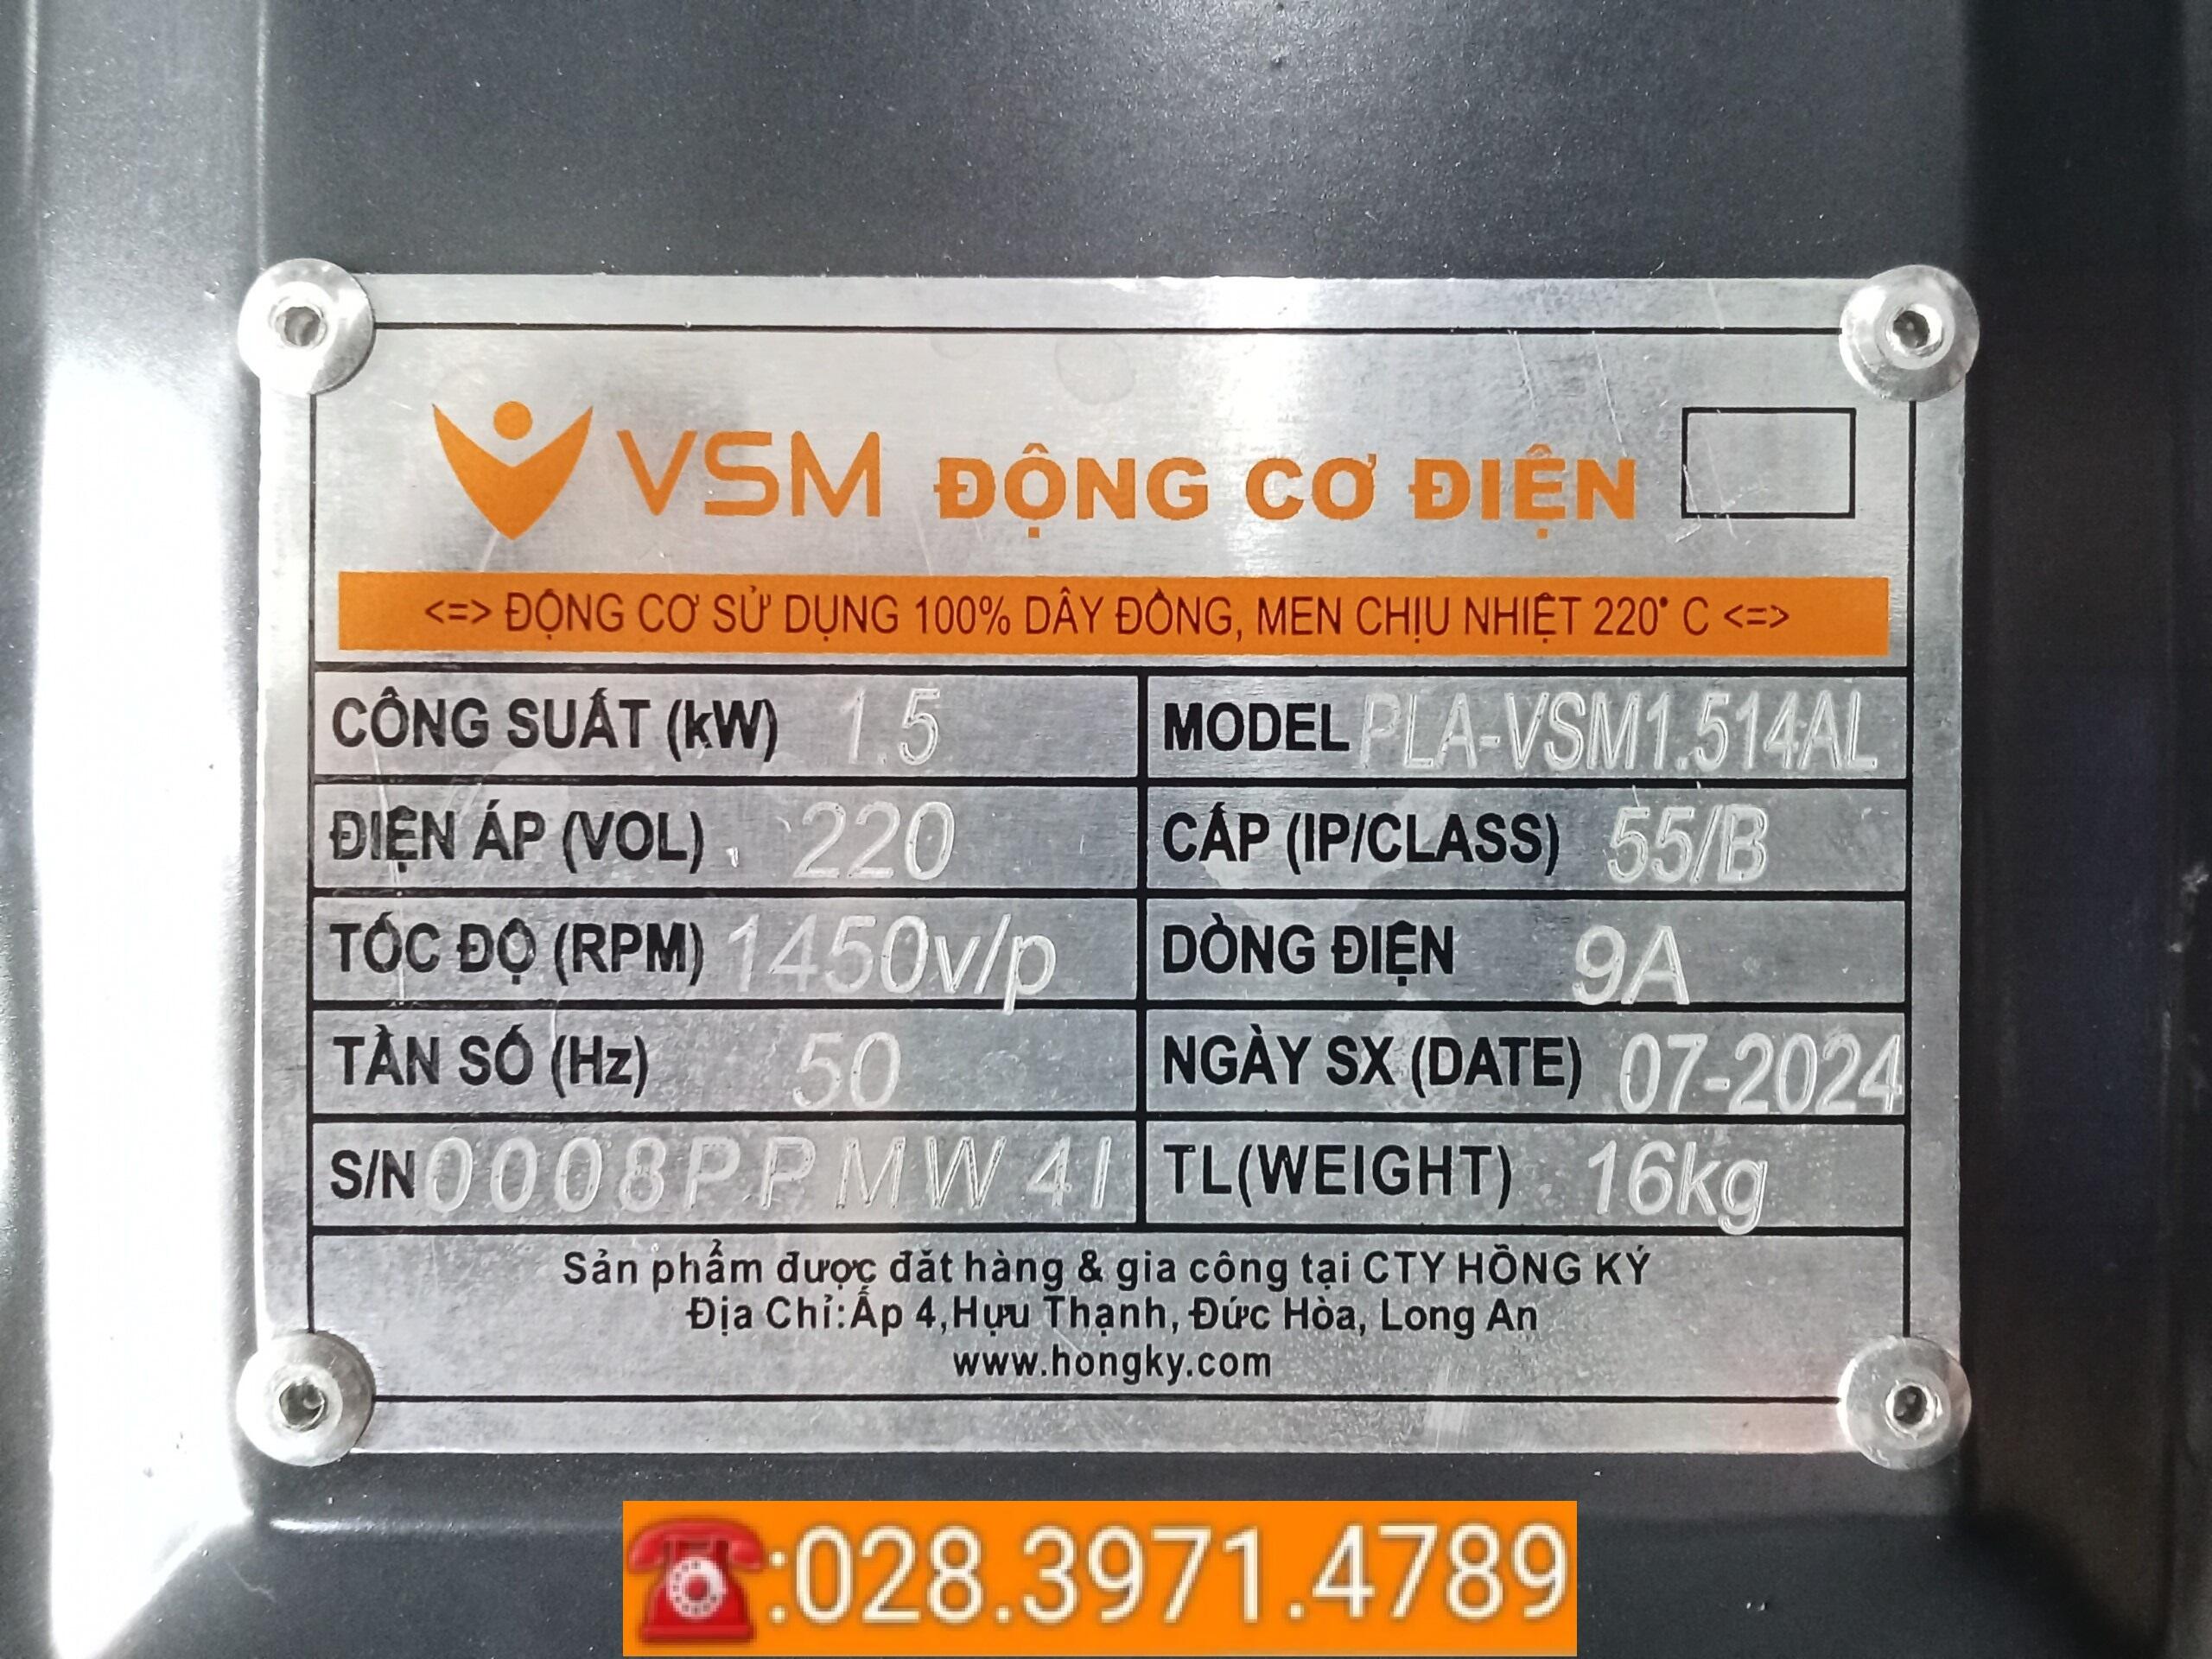 VSM ĐỘNG CƠ ĐIỆN
<=> ĐỘNG CƠ SỬ DỤNG 100% DÂY ĐỒNG, MEN CHỊU NHIỆT 220° C <=>
CÔNG SUẤT (kW) 1.5 MODEL PLA-VSM1.514AL
ĐIỆN ÁP (VOL) 220 CẤP (IP/CLASS) 55/B
TỐC ĐỘ (RPM) 1450v/p DÒNG ĐIỆN 9A
TẦN SỐ (Hz) 50 NGÀY SX (DATE) 07-2024
S/N 0008PPMW41 TL(WEIGHT) 16kg
Sản phẩm được đặt hàng & gia công tại CTY HỒNG KÝ
Địa Chỉ:Ấp 4,Hựu Thạnh, Đức Hòa, Long An
www.hongky.com
☎:028.3971.4789